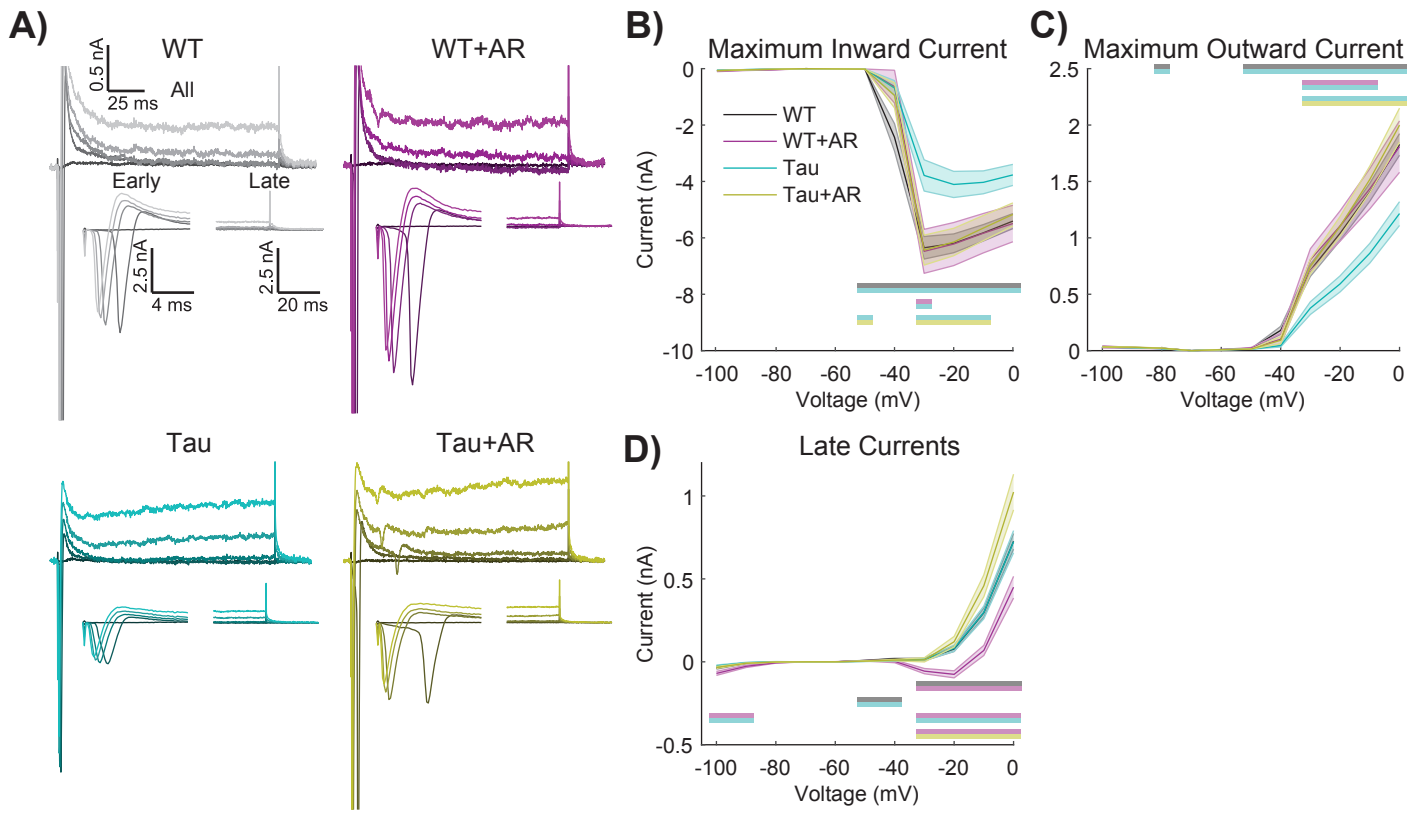 A)
WT
0.5 nA
25 ms
All
Early
Late
2.5 nA
4 ms
2.5 nA
20 ms
WT+AR
Tau
Tau+AR
B)
Maximum Inward Current
0
-2
-4
-6
-8
-10
Current (nA)
WT
WT+AR
Tau
Tau+AR
-100
-80
-60
-40
-20
0
Voltage (mV)
C)
Maximum Outward Current
2.5
2
1.5
1
0.5
0
-100
-80
-60
-40
-20
0
Voltage (mV)
D)
Late Currents
1
0.5
0
-0.5
Current (nA)
-100
-80
-60
-40
-20
0
Voltage (mV)